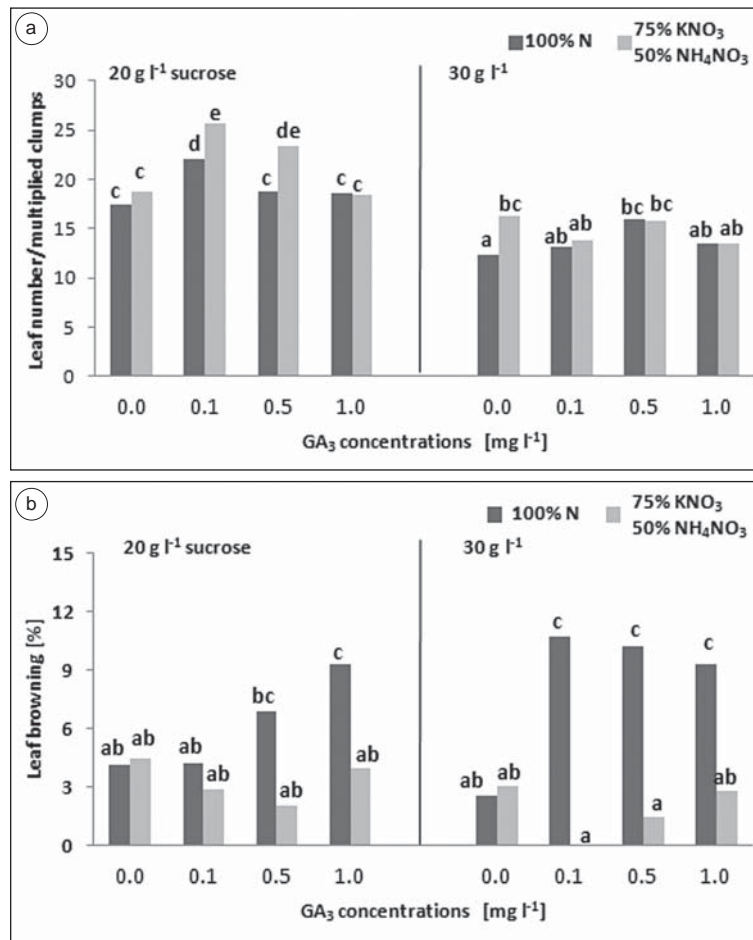 a
100% N
75% KNO₃
50% NH₄NO₃
20 g l⁻¹ sucrose
30 g l⁻¹
Leaf number/multiplied clumps
30
25
20
15
10
5
0
c c d e c de c c
a bc ab ab bc bc ab ab
0.0 0.1 0.5 1.0 0.0 0.1 0.5 1.0
GA₃ concentrations [mg l⁻¹]
b
100% N
75% KNO₃
50% NH₄NO₃
20 g l⁻¹ sucrose
30 g l⁻¹
Leaf browning [%]
15
12
9
6
3
0
ab ab ab ab bc ab c ab
ab ab c a c a c ab
0.0 0.1 0.5 1.0 0.0 0.1 0.5 1.0
GA₃ concentrations [mg l⁻¹]